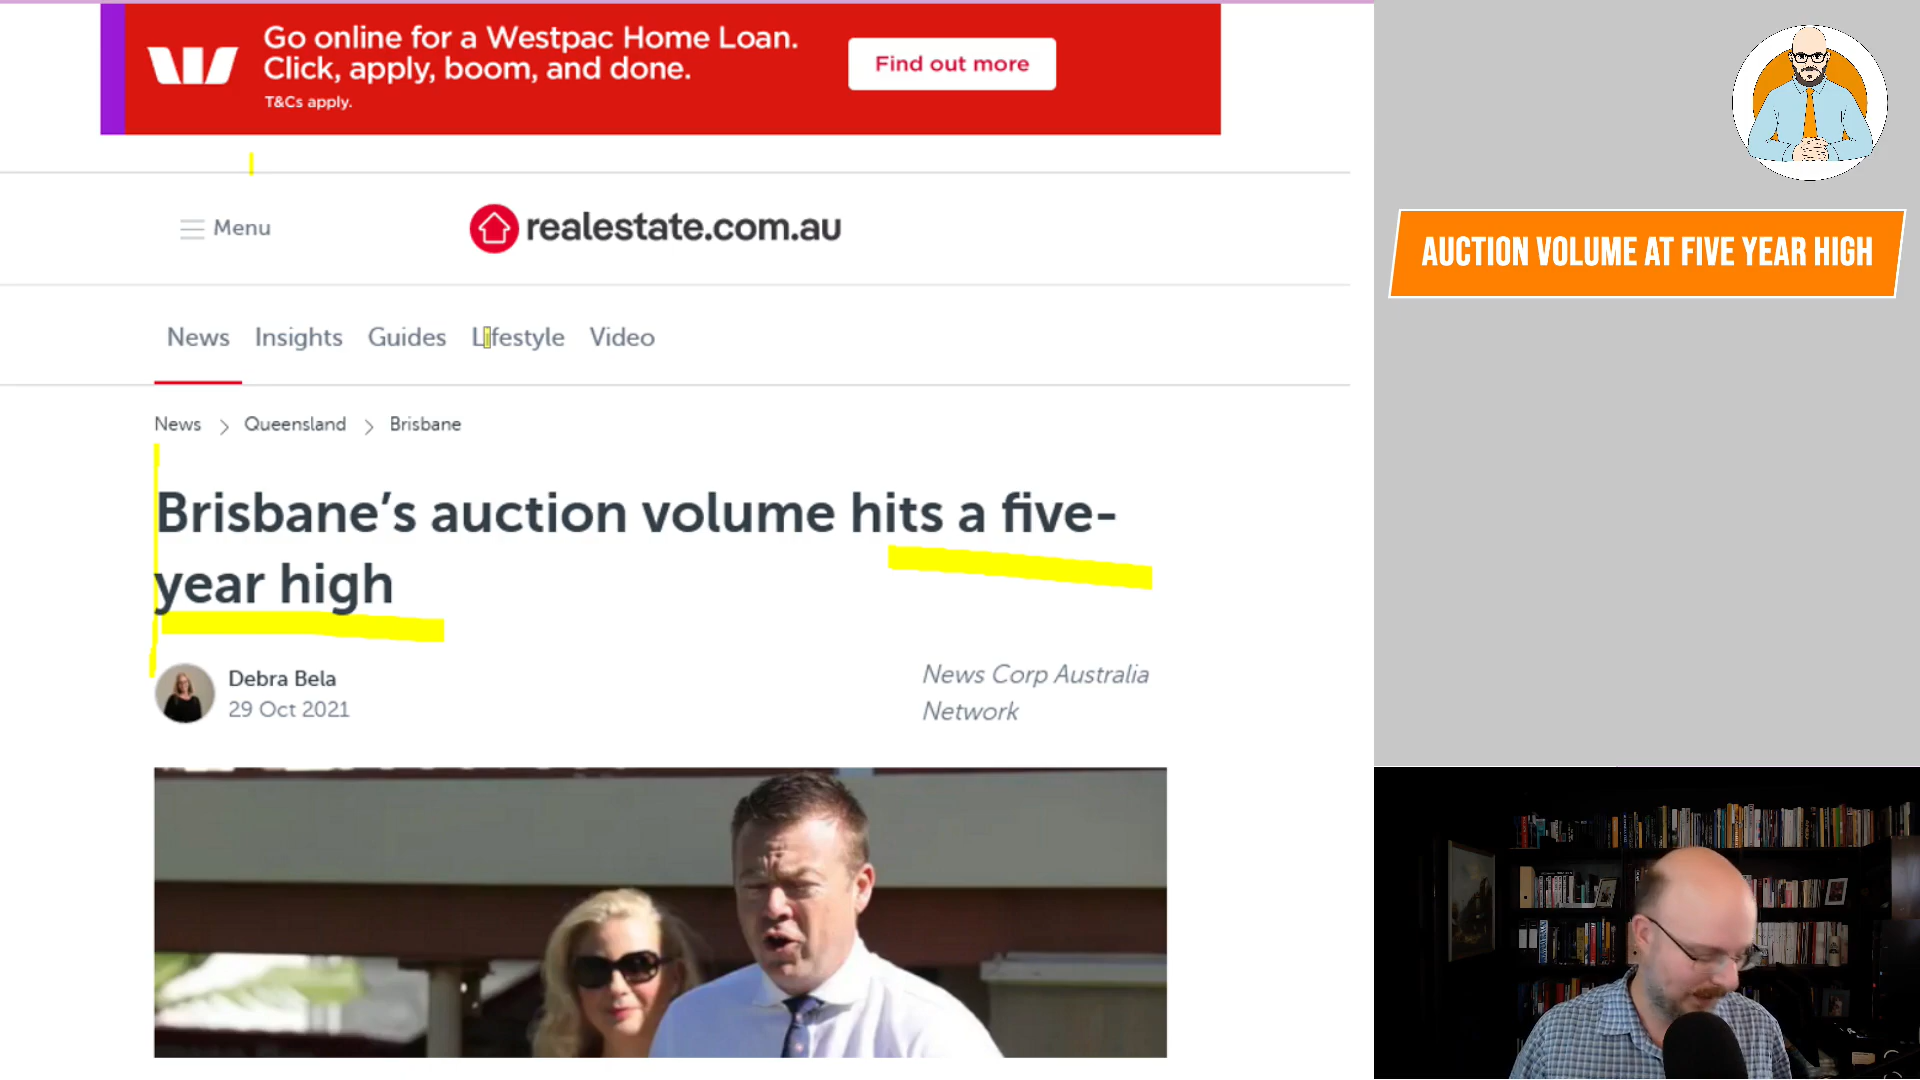 Go online for a Westpac Home Loan.
Click, apply, boom, and done.
T&Cs apply.
Find out more
Menu
realestate.com.au
AUCTION VOLUME AT FIVE YEAR HIGH
News Insights Guides Lifestyle Video
News > Queensland > Brisbane
Brisbane’s auction volume hits a five-
year high
Debra Bela
29 Oct 2021
News Corp Australia
Network